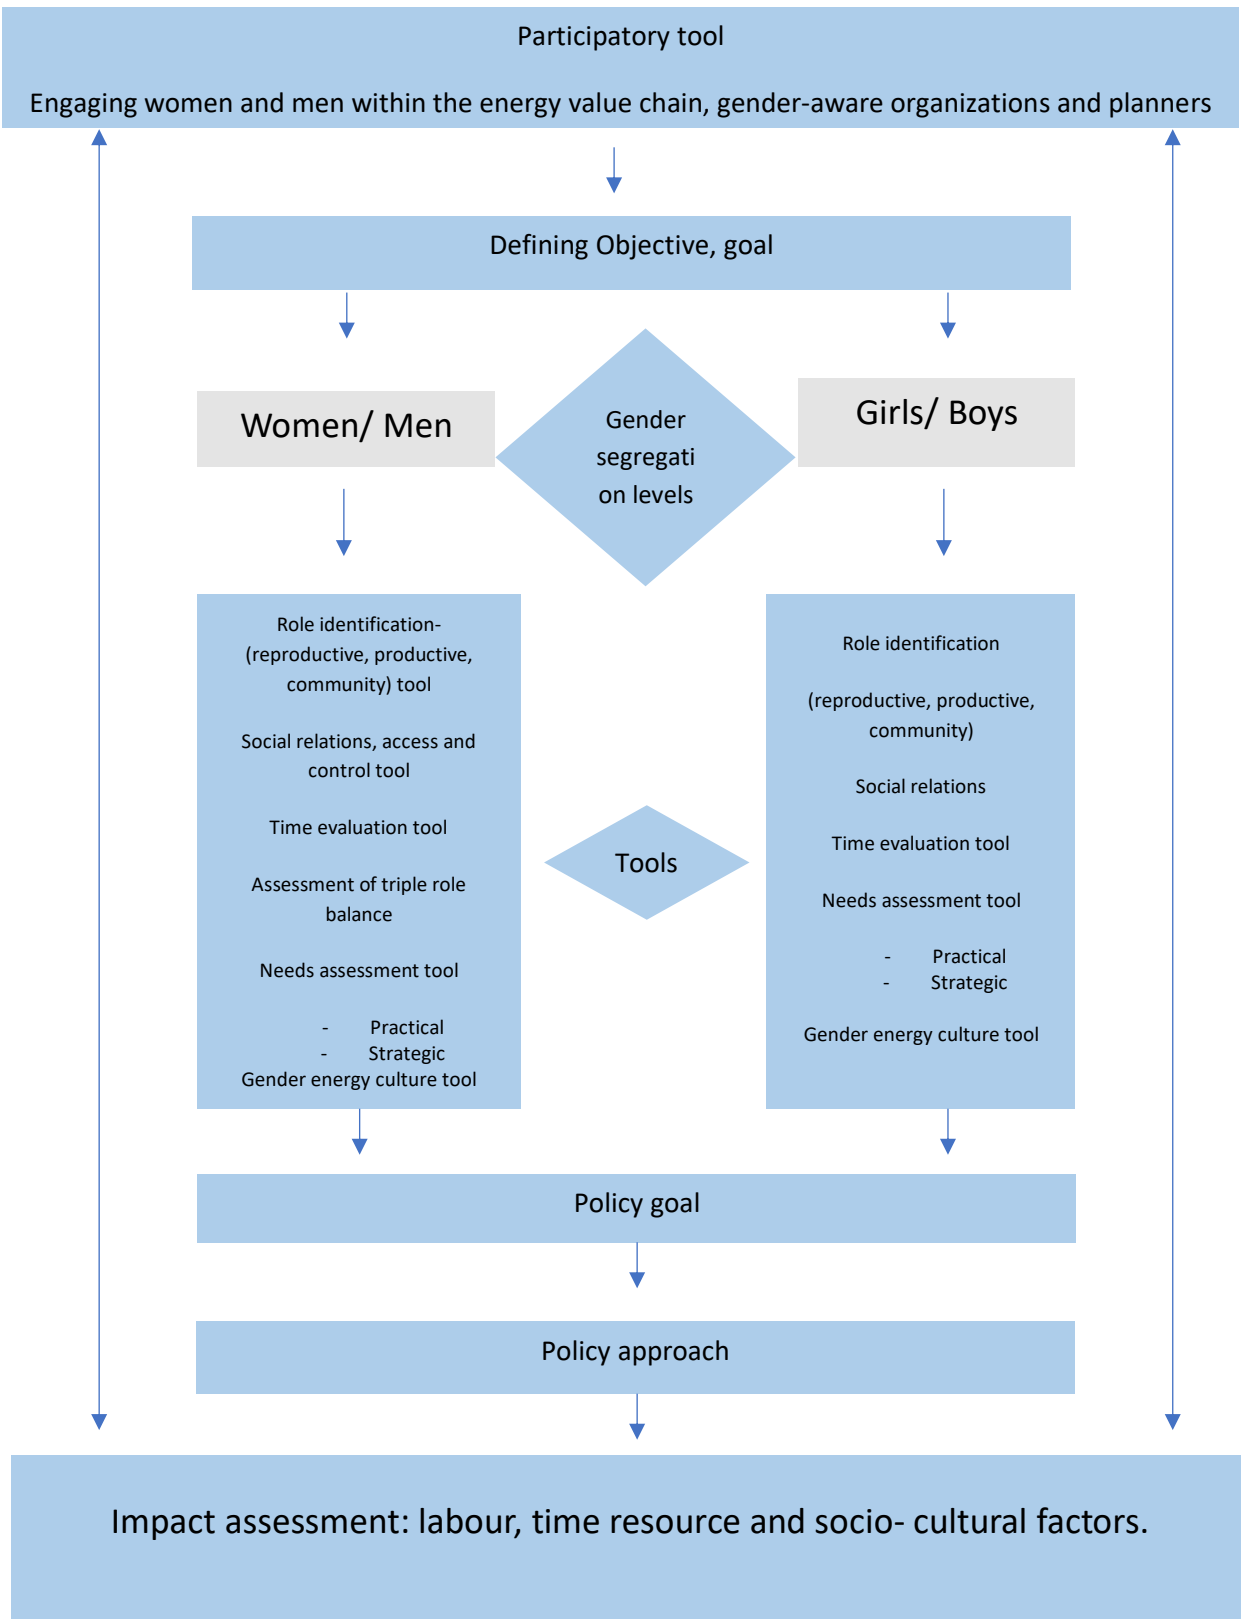 Participatory tool
Engaging women and men within the energy value chain, gender-aware organizations and planners
Defining Objective, goal
Women/ Men
Gender
segregati
on levels
Girls/ Boys
Role identification-
(reproductive, productive,
community) tool
Social relations, access and
control tool
Time evaluation tool
Assessment of triple role
balance
Needs assessment tool
- Practical
- Strategic
Gender energy culture tool
Tools
Role identification
(reproductive, productive,
community)
Social relations
Time evaluation tool
Needs assessment tool
- Practical
- Strategic
Gender energy culture tool
Policy goal
Policy approach
Impact assessment: labour, time resource and socio- cultural factors.